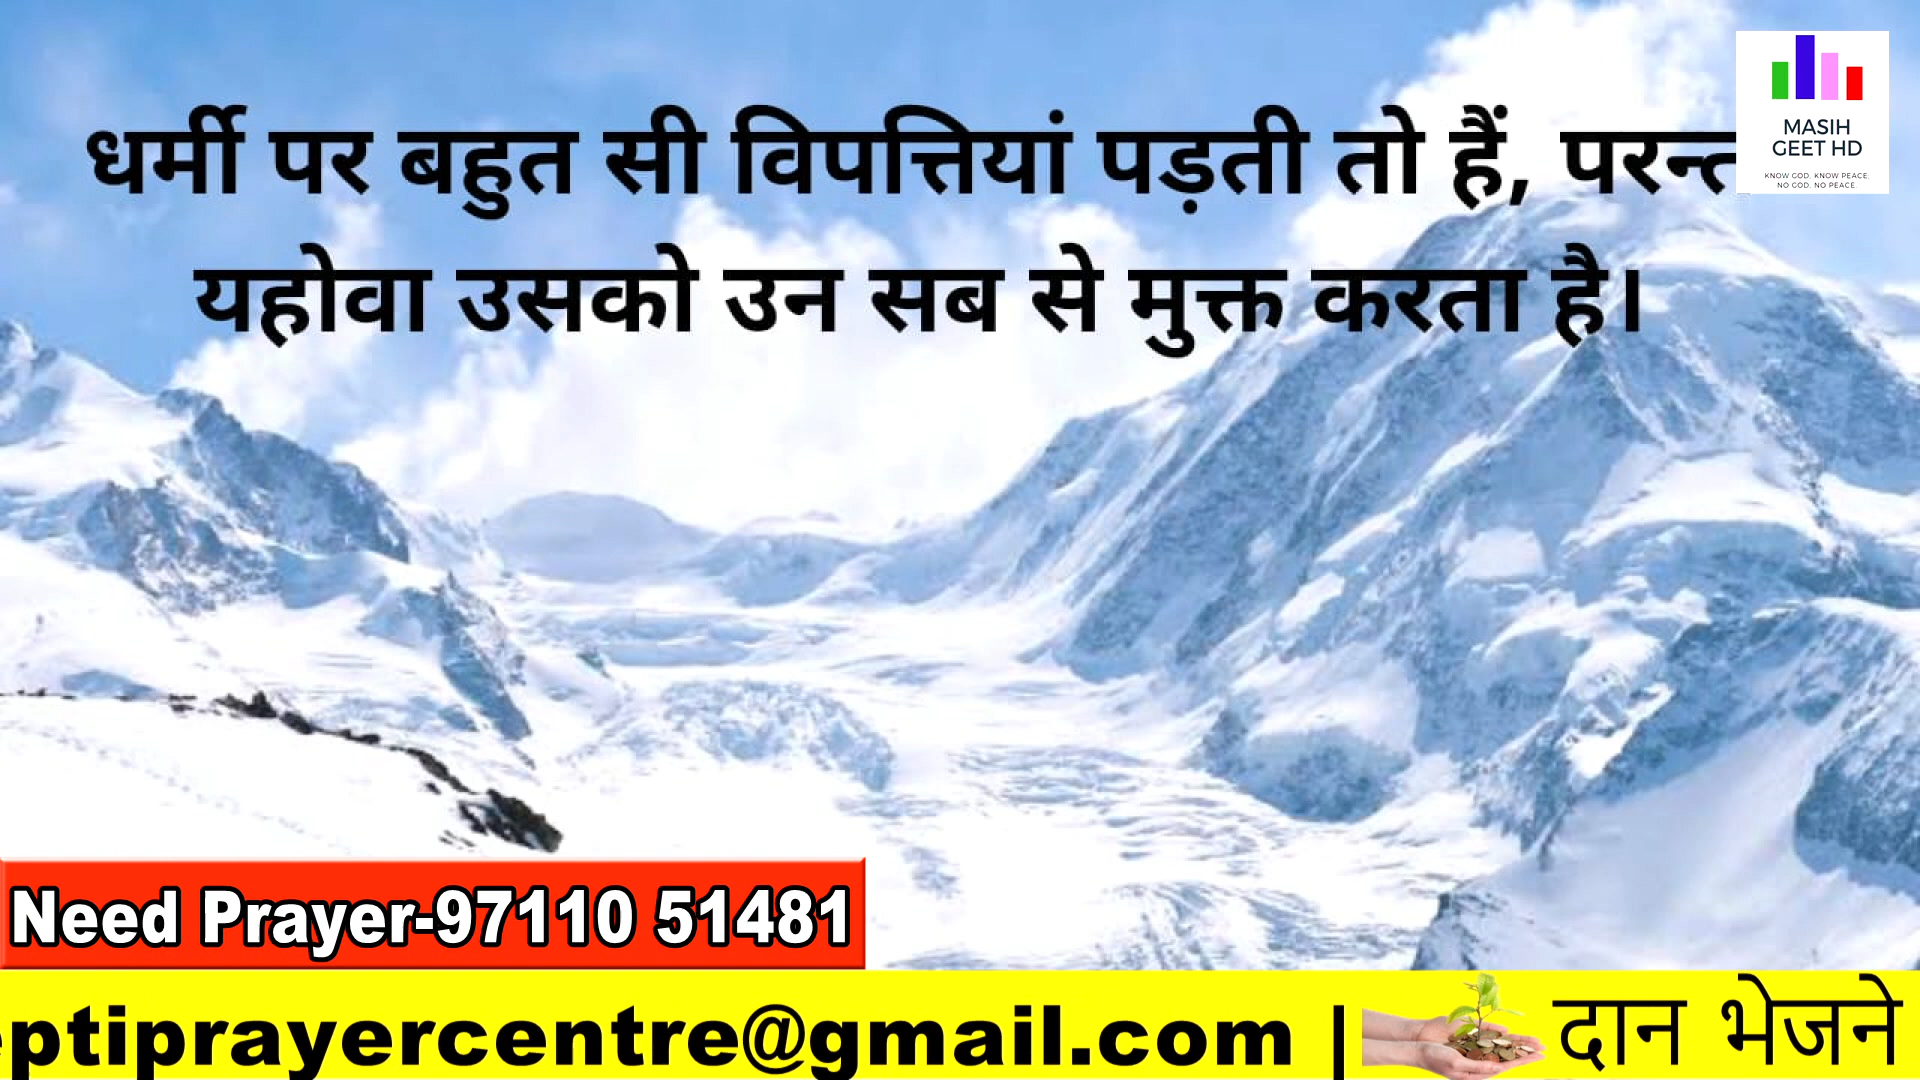 धर्मी पर बहुत सी विपत्तियां पड़ती तो हैं, परन्त
यहोवा उसको उन सब से मुक्त करता है।
MASIH
GEET HD
KNOW GOD. KNOW PEACE.
NO GOD. NO PEACE.
Need Prayer-97110 51481
ptiprayercentre@gmail.com | दान भेजने